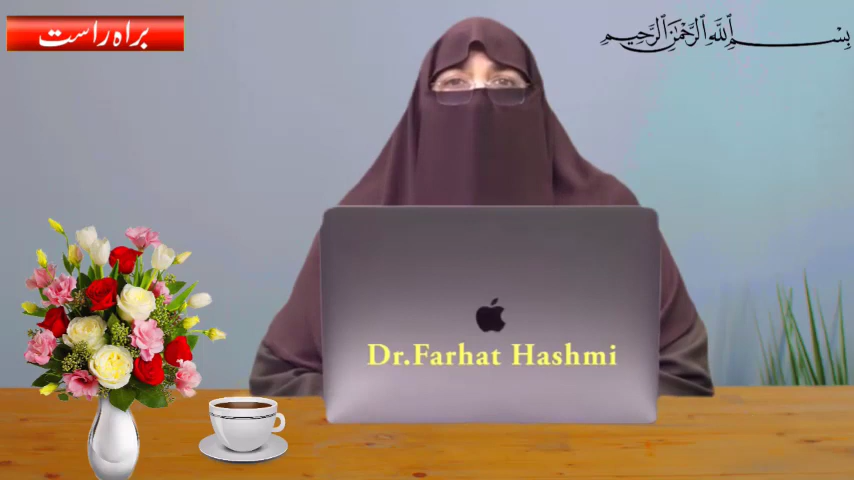 براہ راست
بِسْمِ اللّٰهِ الرَّحْمٰنِ الرَّحِيْمِ
Dr.Farhat Hashmi